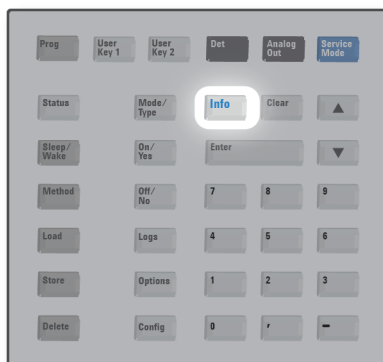 Prog User Key 1 User Key 2 Det Analog Out Service Mode
Status Mode/ Type Info Clear ▲
Sleep/ Wake On/ Yes Enter ▼
Method Off/ No 7 8 9
Load Logs 4 5 6
Store Options 1 2 3
Delete Config 0 , –